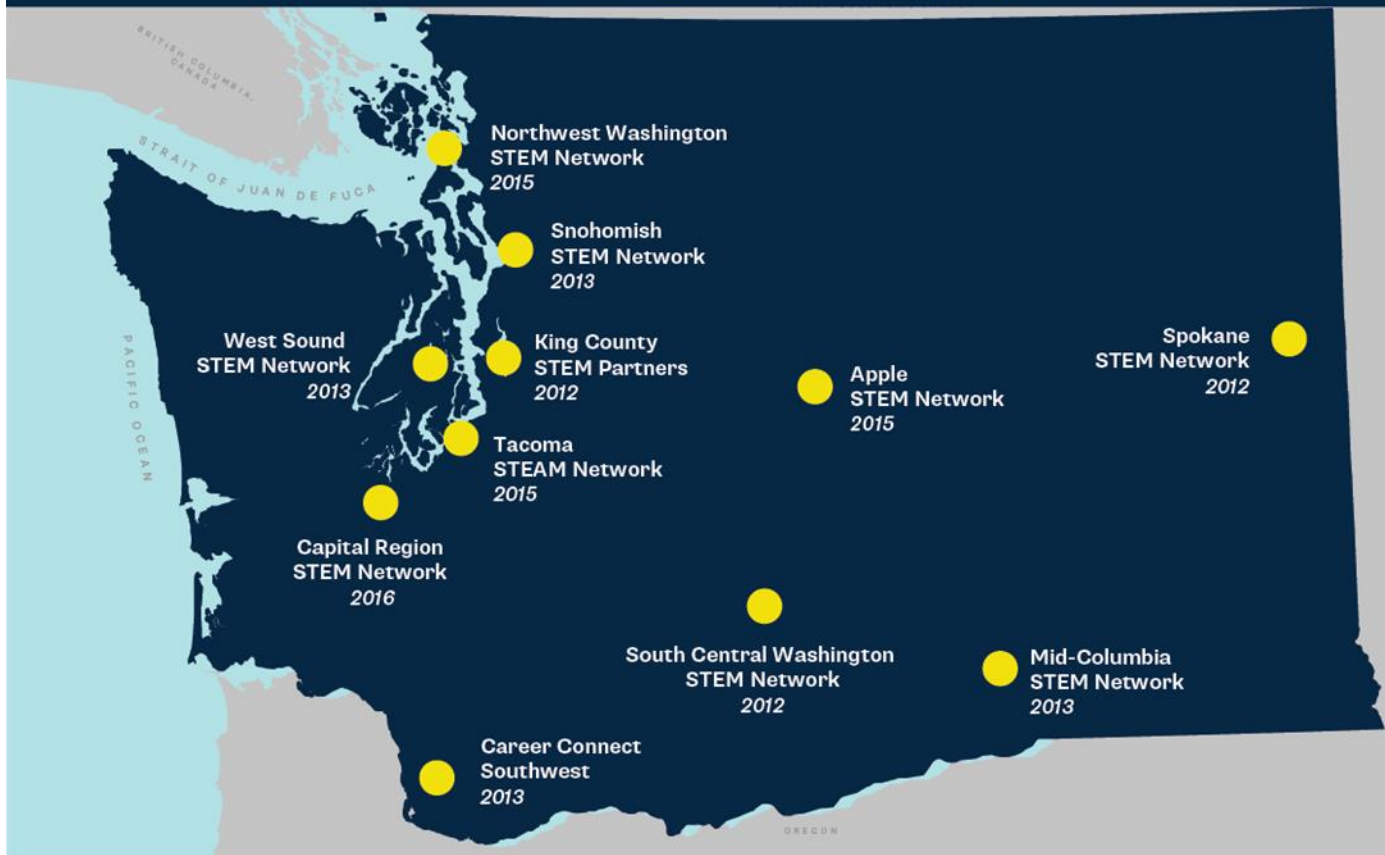 BRITISH COLUMBIA,
CANADA
STRAIT OF JUAN DE FUCA
PACIFIC OCEAN
Northwest Washington
STEM Network
2015
Snohomish
STEM Network
2013
West Sound
STEM Network
2013
King County
STEM Partners
2012
Spokane
STEM Network
2012
Apple
STEM Network
2015
Tacoma
STEAM Network
2015
Capital Region
STEM Network
2016
South Central Washington
STEM Network
2012
Mid-Columbia
STEM Network
2013
Career Connect
Southwest
2013
OREGON